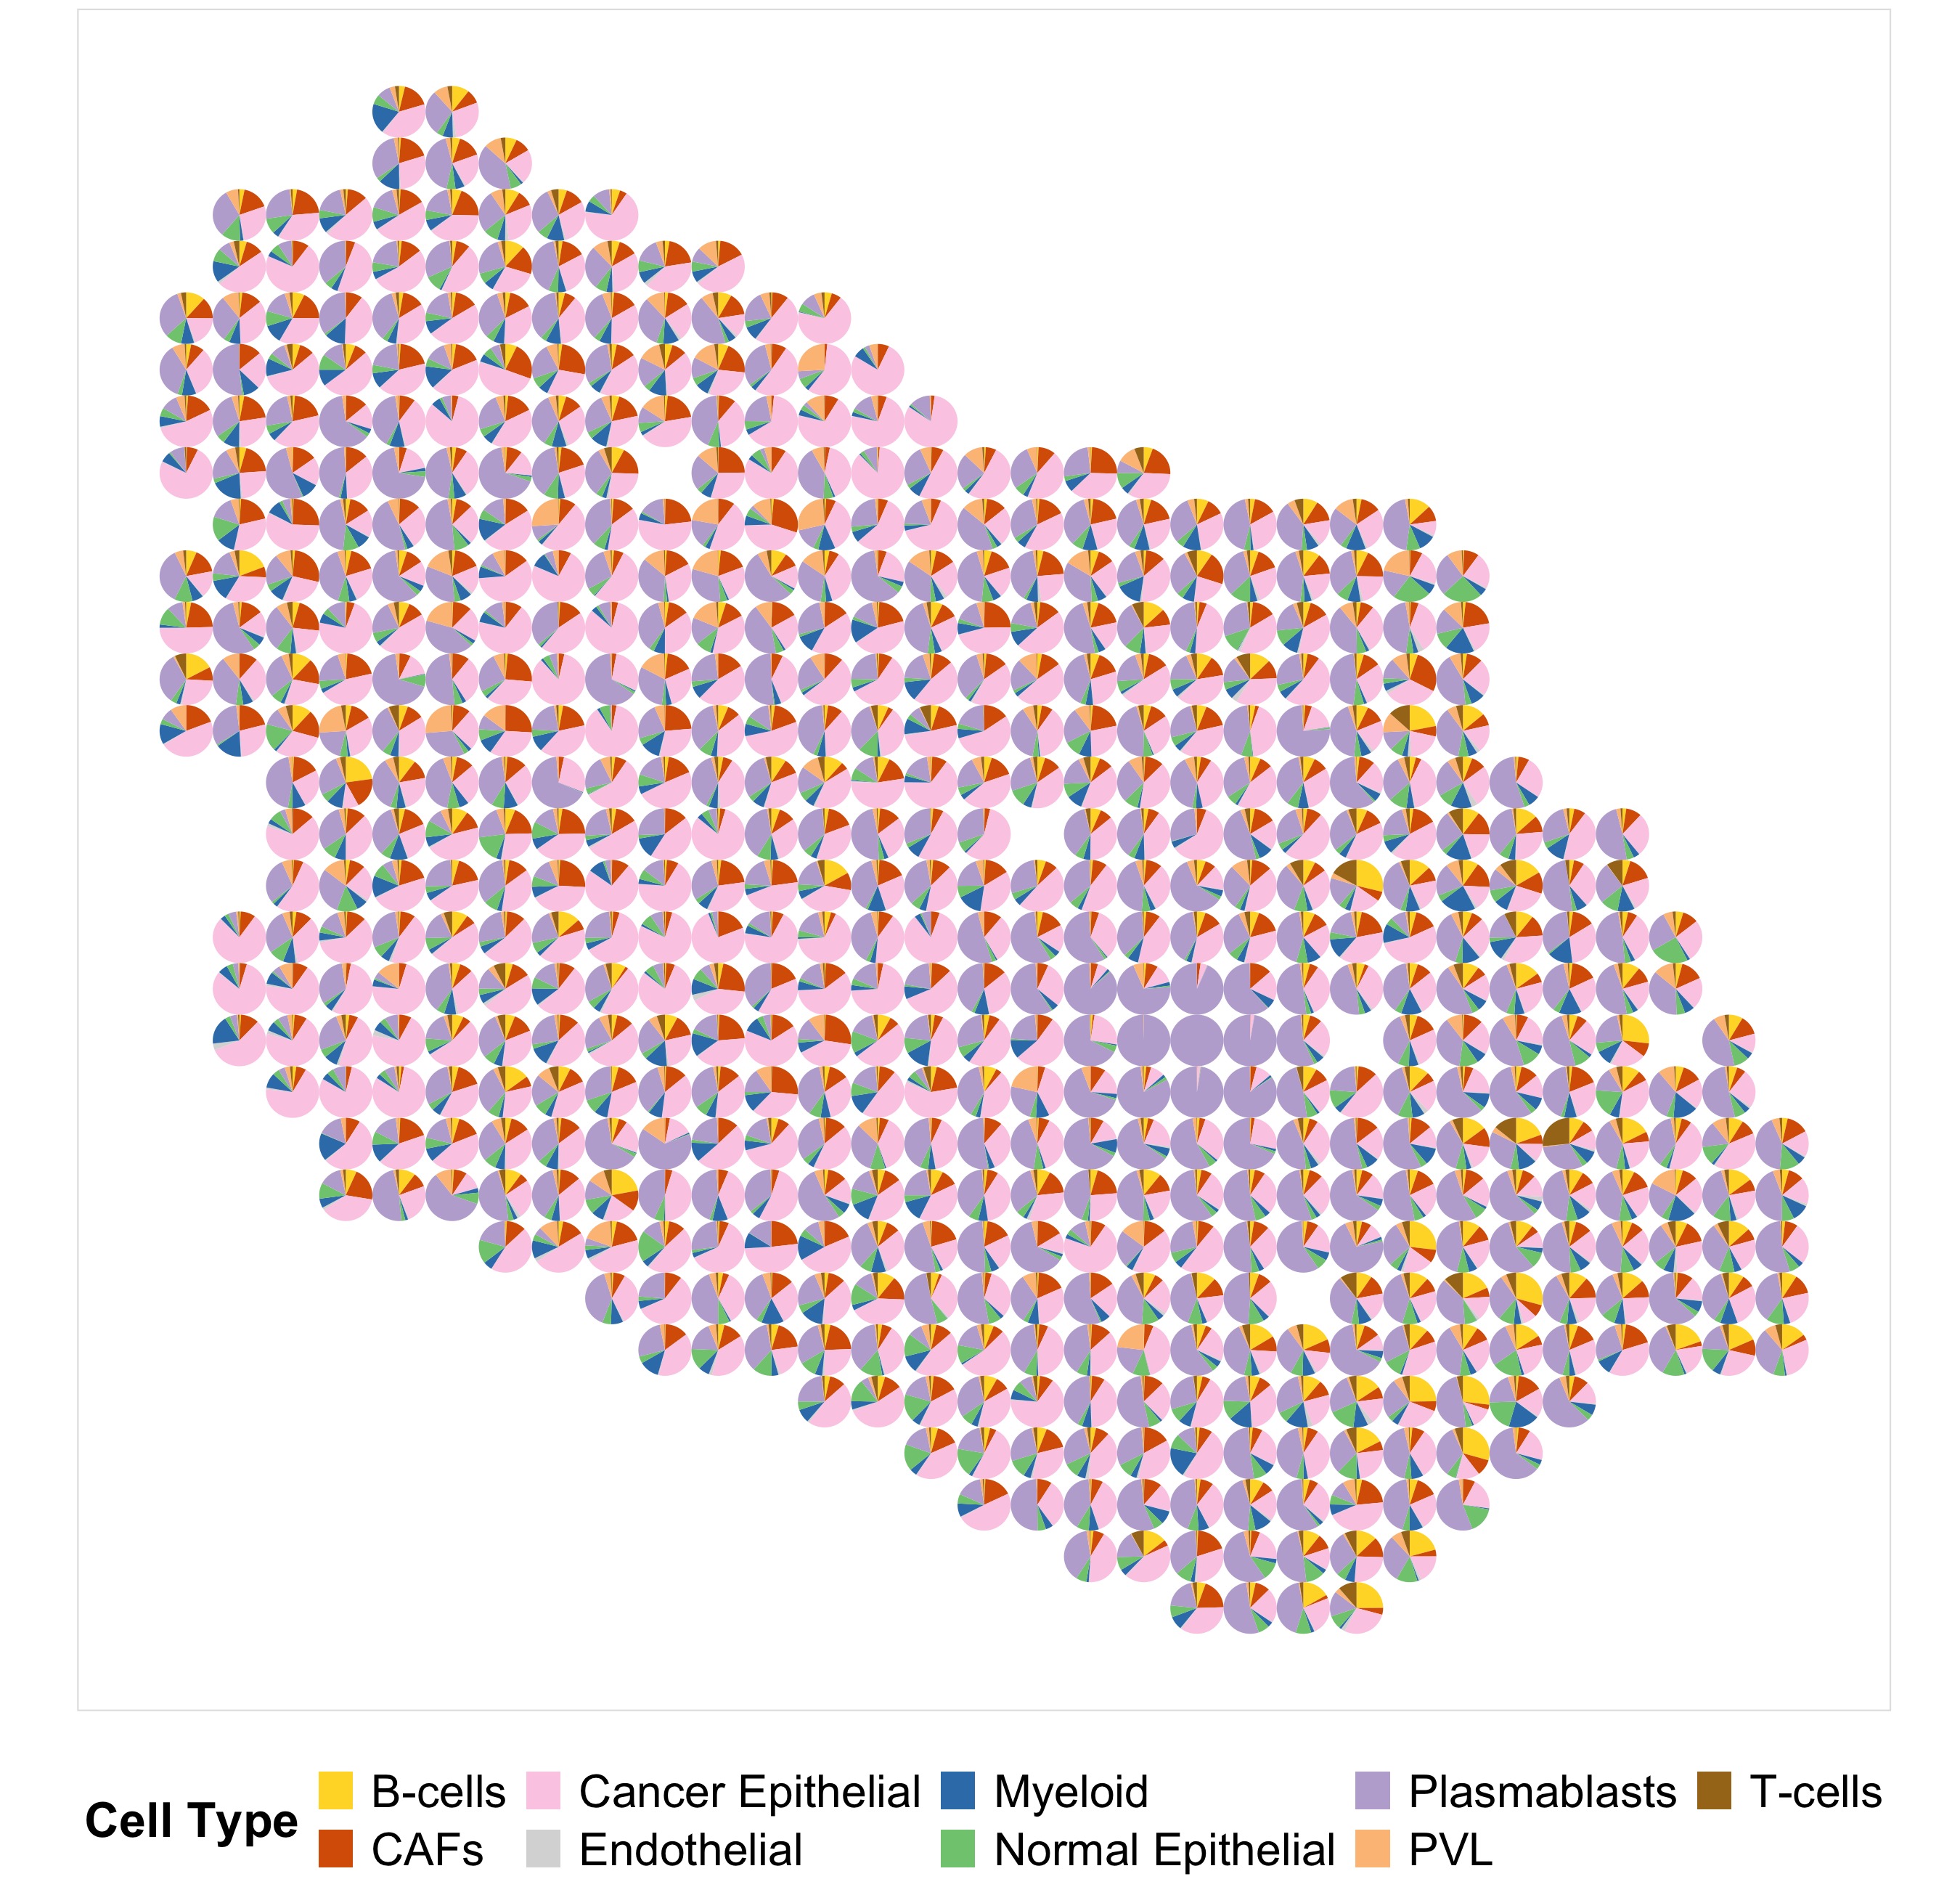 Cell Type
B-cells Cancer Epithelial Myeloid Plasmablasts T-cells
CAFs Endothelial Normal Epithelial PVL